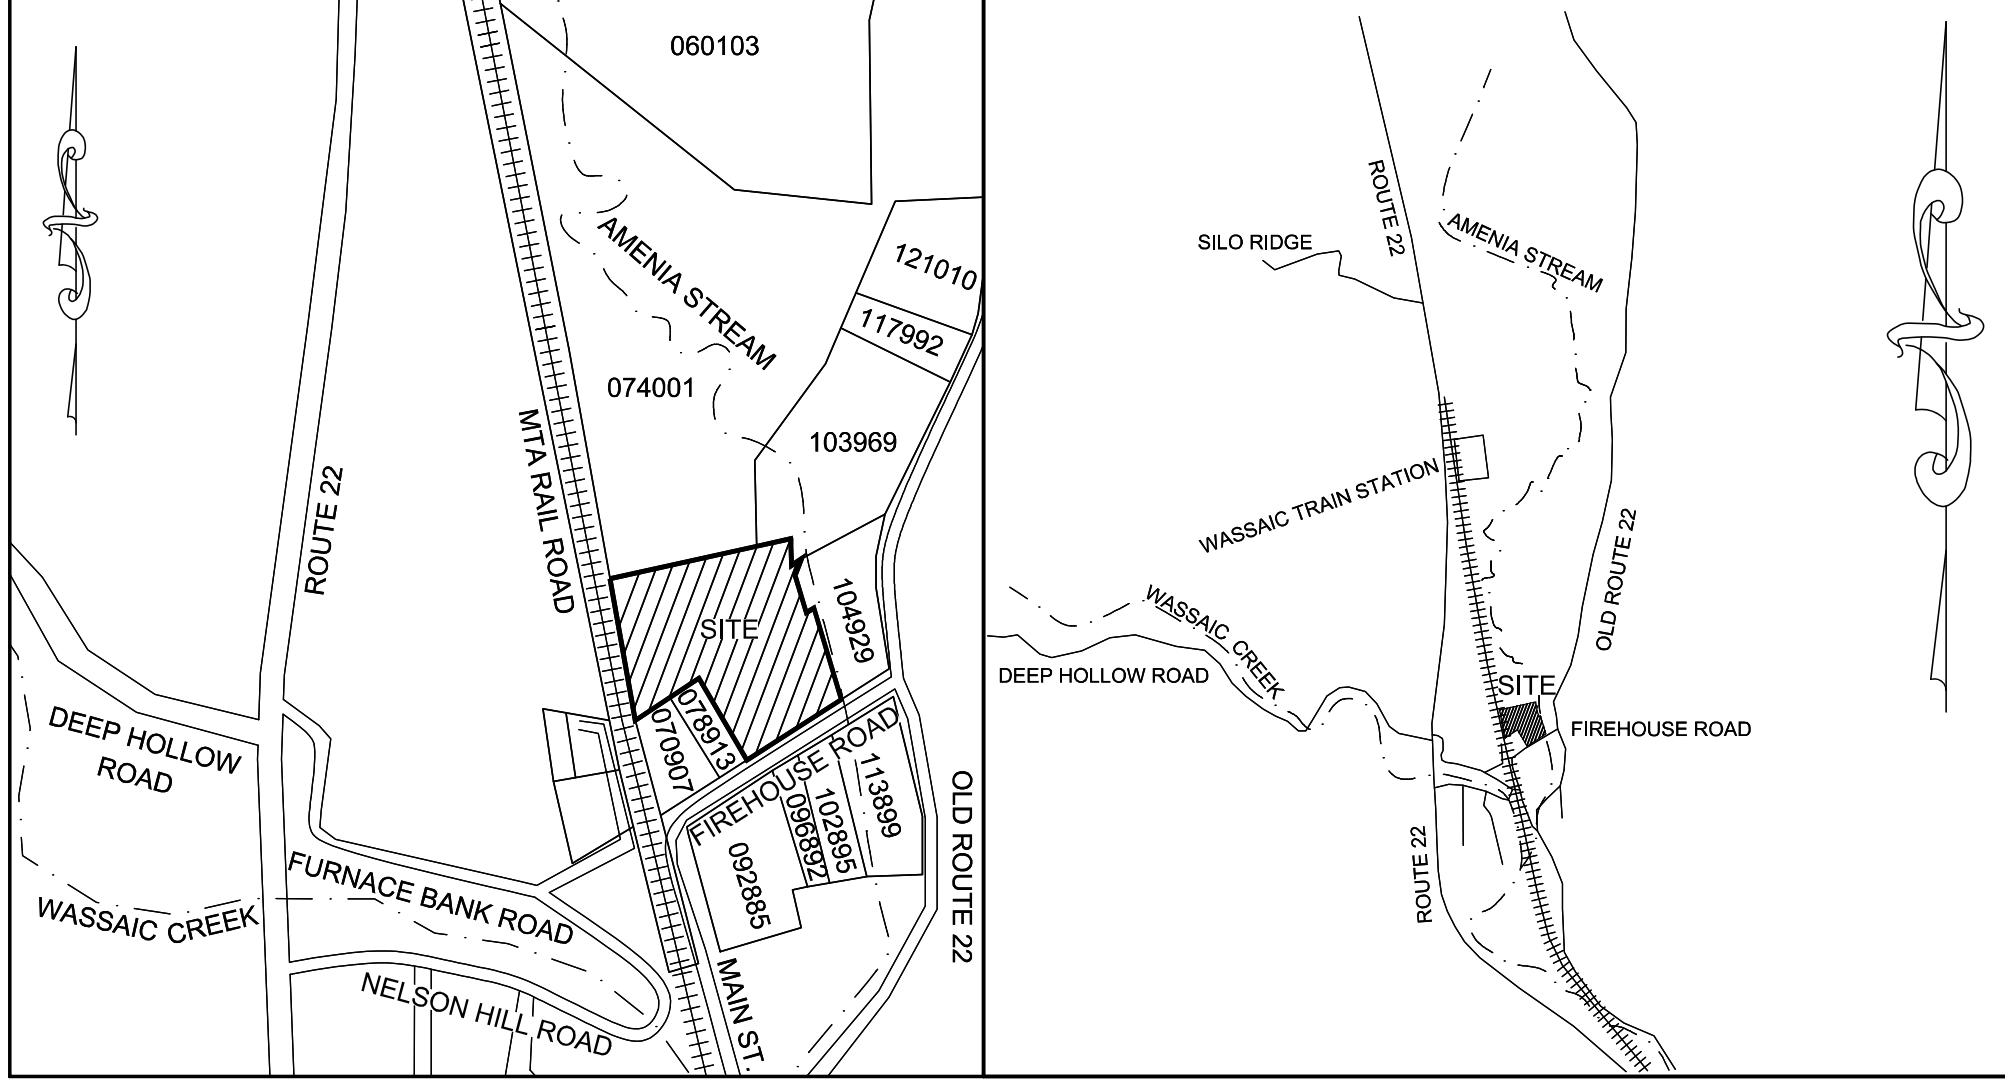 060103
121010
117992
AMENIA STREAM
074001
103969
MTA RAIL ROAD
ROUTE 22
104929
SITE
078913
070907
FIREHOUSE ROAD
DEEP HOLLOW
ROAD
113899
102895
096892
092885
OLD ROUTE 22
FURNACE BANK ROAD
WASSAIC CREEK
NELSON HILL ROAD
MAIN ST.
ROUTE 22
SILO RIDGE
AMENIA STREAM
WASSAIC TRAIN STATION
OLD ROUTE 22
WASSAIC CREEK
DEEP HOLLOW ROAD
SITE
FIREHOUSE ROAD
ROUTE 22